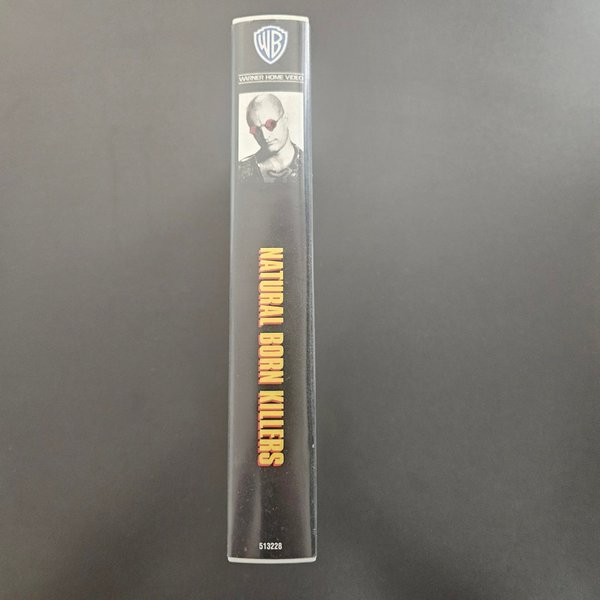 WB
WARNER HOME VIDEO
NATURAL BORN KILLERS
513228